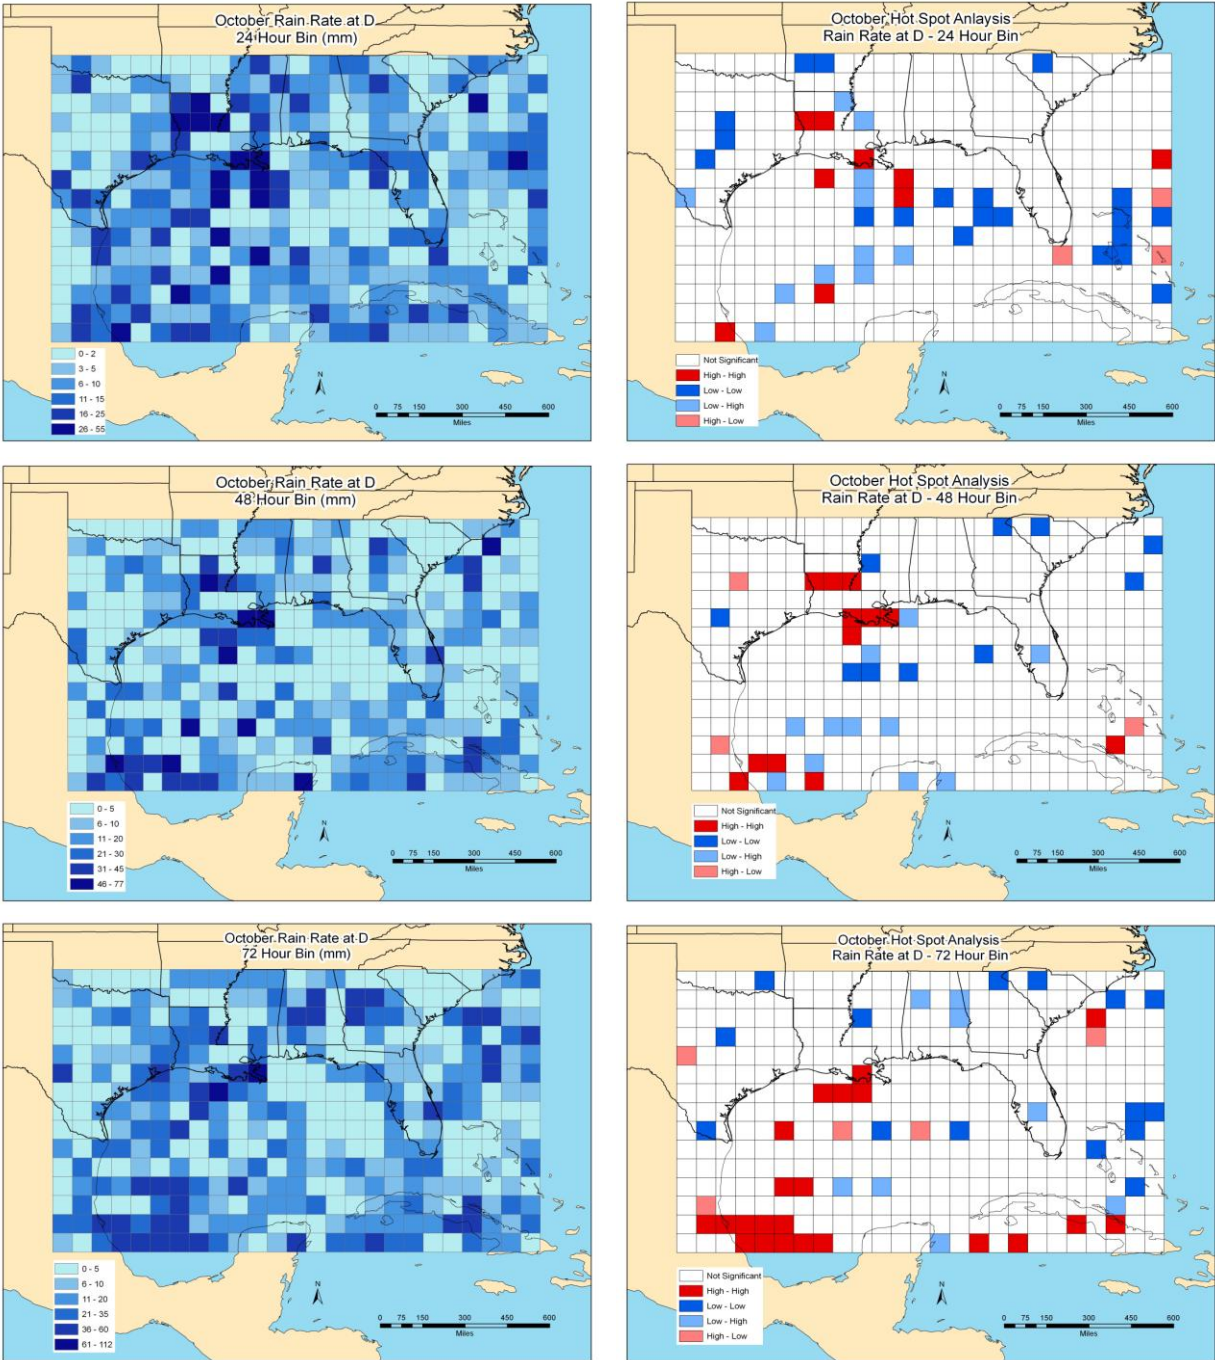 October Rain Rate at D
24 Hour Bin (mm)
0 - 2
3 - 5
6 - 10
11 - 15
16 - 25
26 - 55
N
0 75 150 300 450 600
Miles
October Hot Spot Anlaysis
Rain Rate at D - 24 Hour Bin
Not Significant
High - High
Low - Low
Low - High
High - Low
N
0 75 150 300 450 600
Miles
October Rain Rate at D
48 Hour Bin (mm)
0 - 5
6 - 10
11 - 20
21 - 30
31 - 45
46 - 77
N
0 75 150 300 450 600
Miles
October Hot Spot Analysis
Rain Rate at D - 48 Hour Bin
Not Significant
High - High
Low - Low
Low - High
High - Low
N
0 75 150 300 450 600
Miles
October Rain Rate at D
72 Hour Bin (mm)
0 - 5
6 - 10
11 - 20
21 - 35
36 - 60
61 - 112
N
0 75 150 300 450 600
Miles
October Hot Spot Analysis
Rain Rate at D - 72 Hour Bin
Not Significant
High - High
Low - Low
Low - High
High - Low
N
0 75 150 300 450 600
Miles